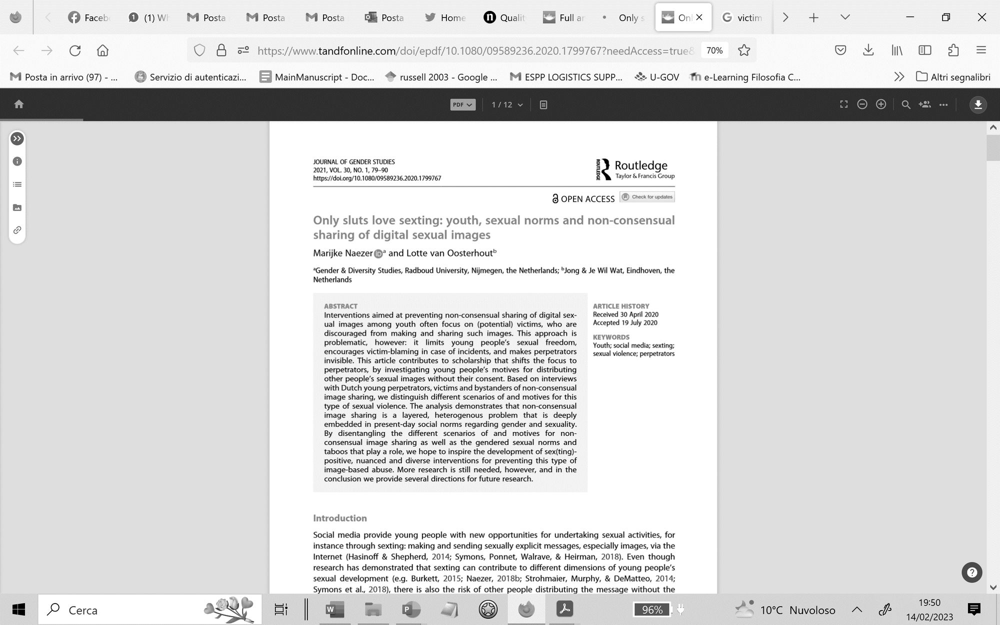 Faceb
1 (1) Wh
Posta
Posta
Posta
Posta
Home
Qualit
Full ar
Only s
Onl
victim
https://www.tandfonline.com/doi/epdf/10.1080/09589236.2020.1799767?needAccess=true&
70%
Posta in arrivo (97) - ...
Servizio di autenticazi...
MainManuscript - Doc...
russell 2003 - Google ...
ESPP LOGISTICS SUPP...
U-GOV
e-Learning Filosofia C...
Altri segnalibri
PDF
1 / 12
JOURNAL OF GENDER STUDIES
2021, VOL. 30, NO. 1, 79–90
https://doi.org/10.1080/09589236.2020.1799767
ROUTLEDGE
Routledge
Taylor & Francis Group
OPEN ACCESS
Check for updates
Only sluts love sexting: youth, sexual norms and non-consensual
sharing of digital sexual images
Marijke Naezer iD a and Lotte van Oosterhout b
aGender & Diversity Studies, Radboud University, Nijmegen, the Netherlands; bJong & Je Wil Wat, Eindhoven, the
Netherlands
ABSTRACT
Interventions aimed at preventing non-consensual sharing of digital sex-
ual images among youth often focus on (potential) victims, who are
discouraged from making and sharing such images. This approach is
problematic, however: it limits young people's sexual freedom,
encourages victim-blaming in case of incidents, and makes perpetrators
invisible. This article contributes to scholarship that shifts the focus to
perpetrators, by investigating young people's motives for distributing
other people's sexual images without their consent. Based on interviews
with Dutch young perpetrators, victims and bystanders of non-consensual
image sharing, we distinguish different scenarios of and motives for this
type of sexual violence. The analysis demonstrates that non-consensual
image sharing is a layered, heterogenous problem that is deeply
embedded in present-day social norms regarding gender and sexuality.
By disentangling the different scenarios of and motives for non-
consensual image sharing as well as the gendered sexual norms and
taboos that play a role, we hope to inspire the development of sex(ting)-
positive, nuanced and diverse interventions for preventing this type of
image-based abuse. More research is still needed, however, and in the
conclusion we provide several directions for future research.
ARTICLE HISTORY
Received 30 April 2020
Accepted 19 July 2020
KEYWORDS
Youth; social media; sexting;
sexual violence; perpetrators
Introduction
Social media provide young people with new opportunities for undertaking sexual activities, for
instance through sexting: making and sending sexually explicit messages, especially images, via the
Internet (Hasinoff & Shepherd, 2014; Symons, Ponnet, Walrave, & Heirman, 2018). Even though
research has demonstrated that sexting can contribute to different dimensions of young people's
sexual development (e.g. Burkett, 2015; Naezer, 2018b; Strohmaier, Murphy, & DeMatteo, 2014;
Symons et al., 2018), there is also the risk of other people distributing the message without the
Cerca
96%
10°C Nuvoloso
19:50
14/02/2023